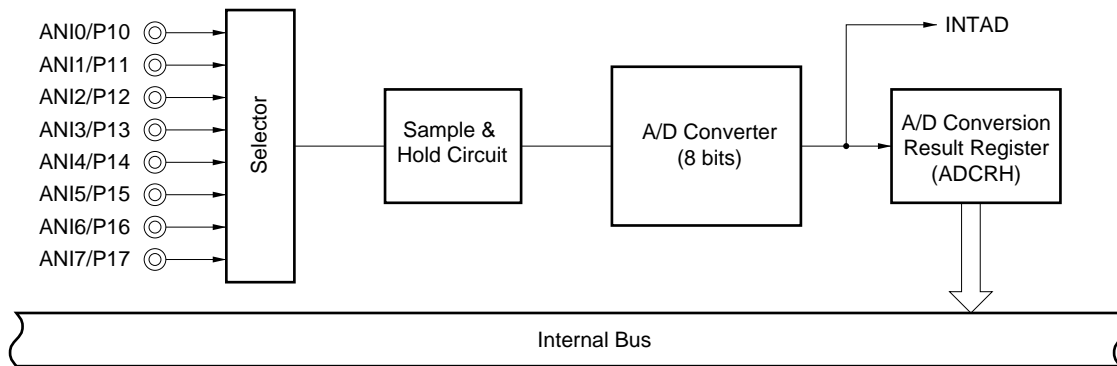 ANI0/P10
ANI1/P11
ANI2/P12
ANI3/P13
ANI4/P14
ANI5/P15
ANI6/P16
ANI7/P17
Selector
Sample &
Hold Circuit
A/D Converter
(8 bits)
INTAD
A/D Conversion
Result Register
(ADCRH)
Internal Bus